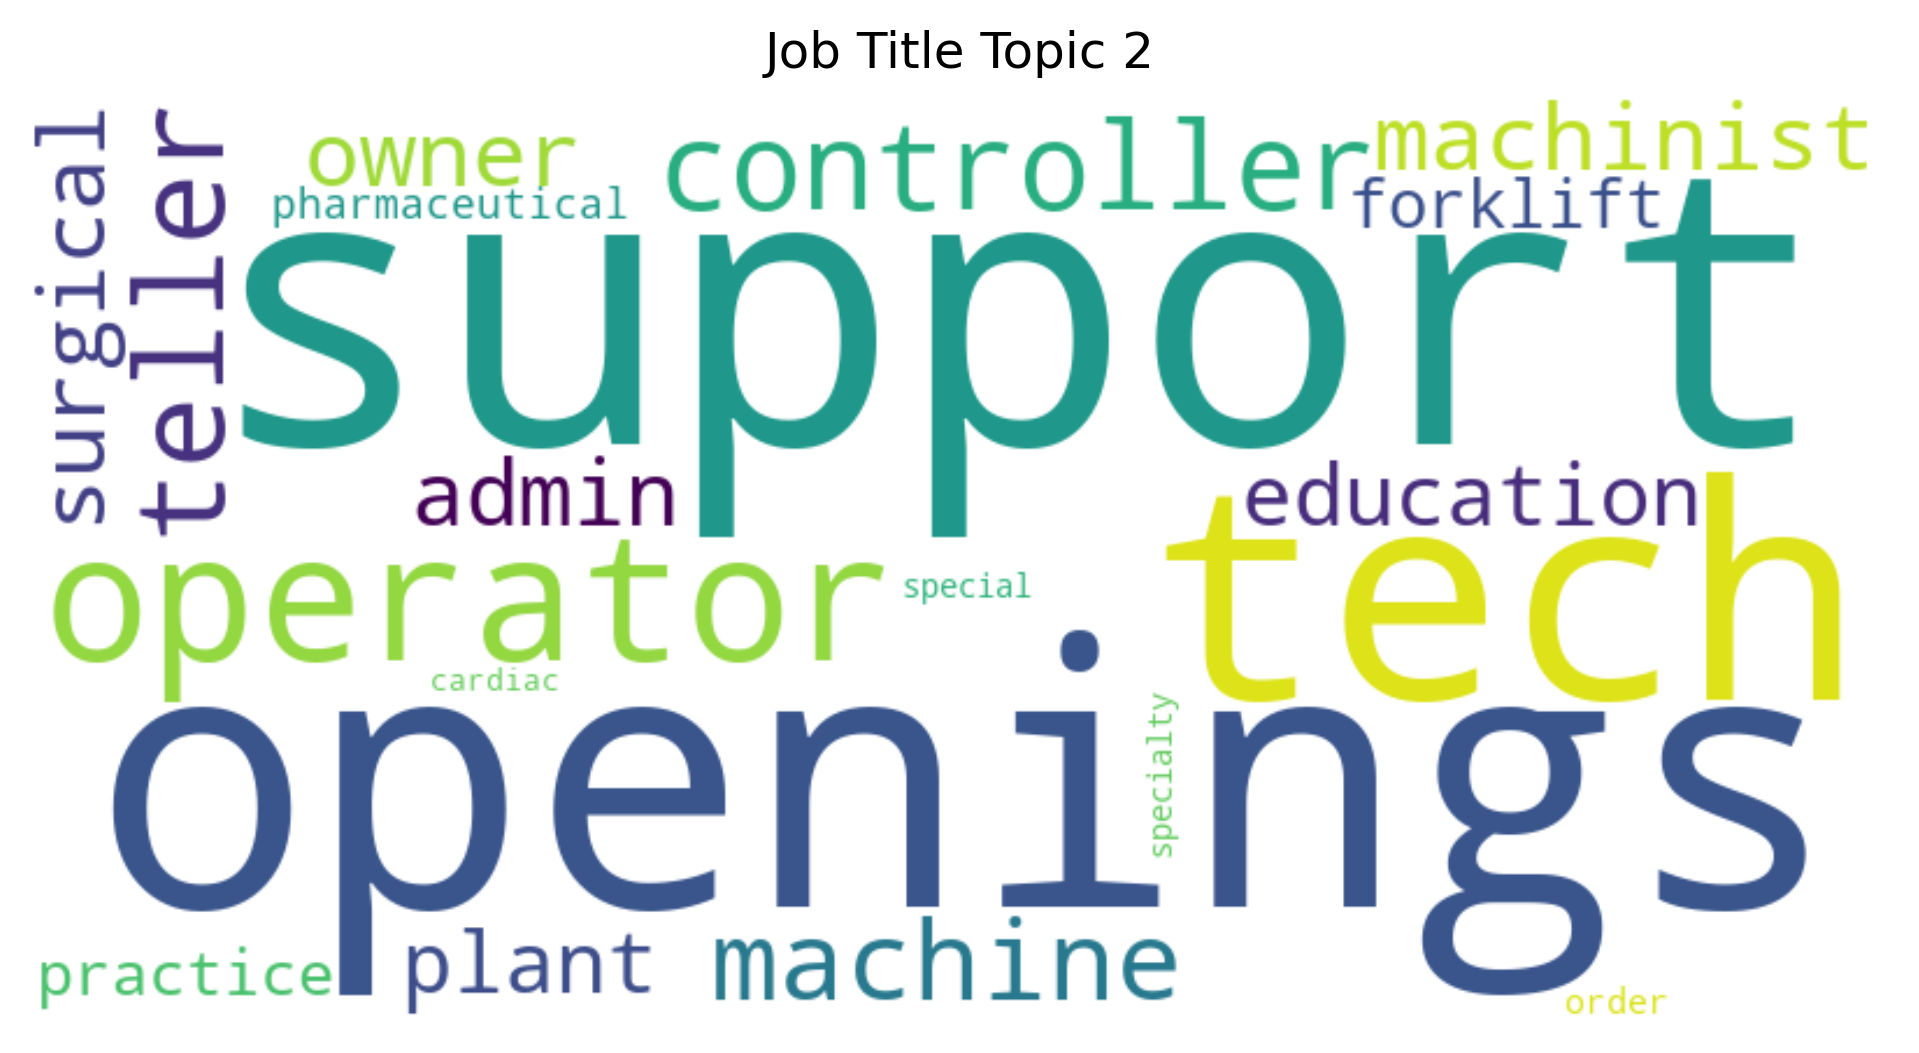 Job Title Topic 2
surgical
teller
owner
controller
machinist
pharmaceutical
forklift
support
admin
education
operator
special
tech
cardiac
openings
specialty
practice
plant
machine
order